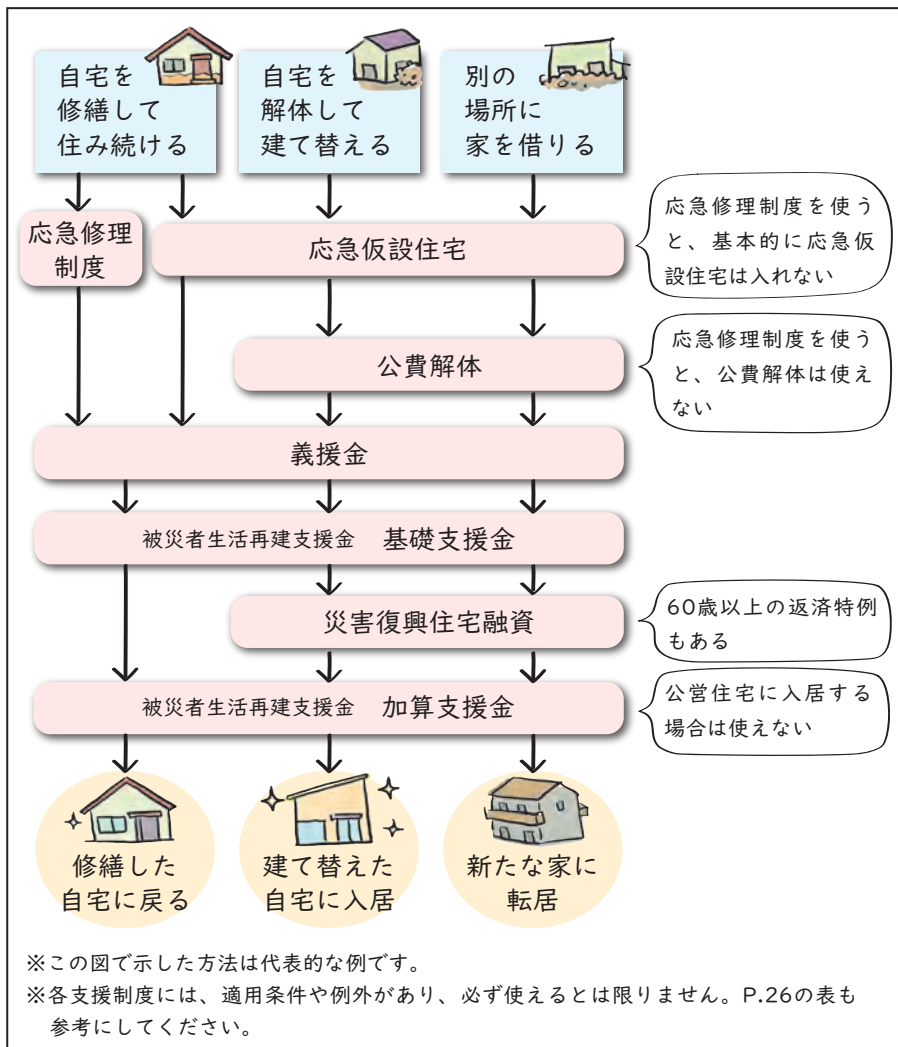 自宅を
修繕して
住み続ける
自宅を
解体して
建て替える
別の
場所に
家を借りる
応急修理
制度
応急仮設住宅
応急修理制度を使う
と、基本的に応急仮
設住宅は入れない
公費解体
応急修理制度を使う
と、公費解体は使え
ない
義援金
被災者生活再建支援金 基礎支援金
災害復興住宅融資
60歳以上の返済特例
もある
被災者生活再建支援金 加算支援金
公営住宅に入居する
場合は使えない
修繕した
自宅に戻る
建て替えた
自宅に入居
新たな家に
転居
※この図で示した方法は代表的な例です。
※各支援制度には、適用条件や例外があり、必ず使えるとは限りません。P.26の表も
参考にしてください。